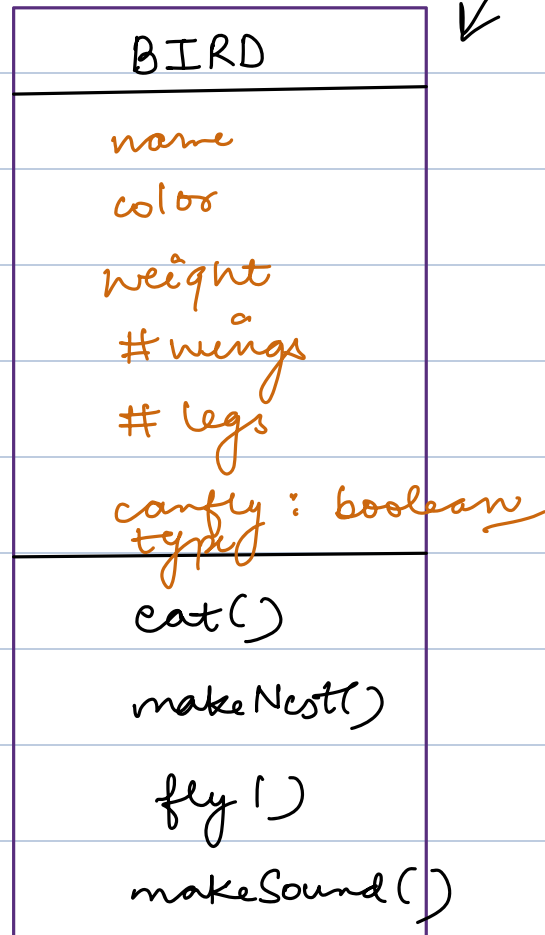 BIRD
name
color
weight
# wings
# legs
canfly : boolean
type
eat()
makeNest()
fly()
makeSound()